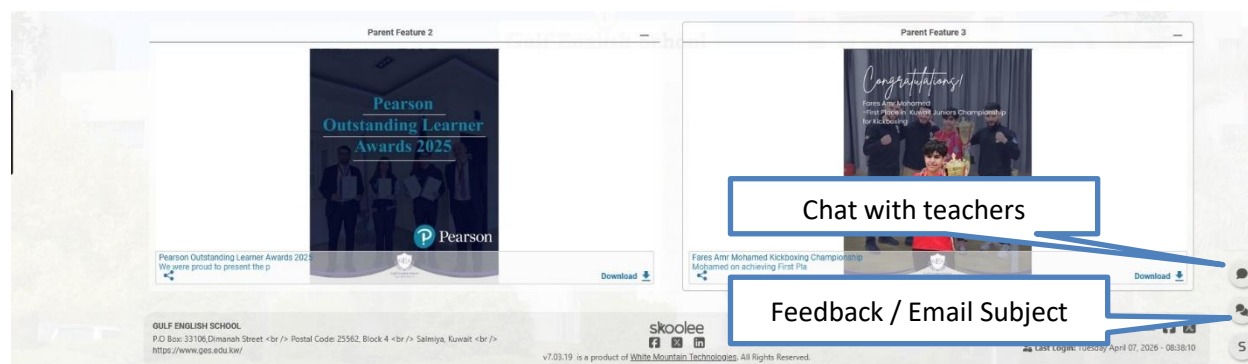 Parent Feature 2
Gulf English School
Parent Feature 3
Pearson
Outstanding Learner
Awards 2025
Pearson
Pearson Outstanding Learner Awards 2025
We were proud to present the p
Download
Congratulations!
Fares Amr Mohamed
-First Place in Kuwait Juniors Championship
for Kickboxing
Chat with teachers
Fares Amr Mohamed Kickboxing Championship
Mohamed on achieving First Pla
Download
Feedback / Email Subject
GULF ENGLISH SCHOOL
P.O Box: 33106,Dimanah Street <br /> Postal Code: 25562, Block 4 <br /> Salmiya, Kuwait <br />
https://www.ges.edu.kw/
skoolee
v7.03.19 is a product of White Mountain Technologies. All Rights Reserved.
Last Login: Tuesday April 07, 2026 - 08:38:10
S